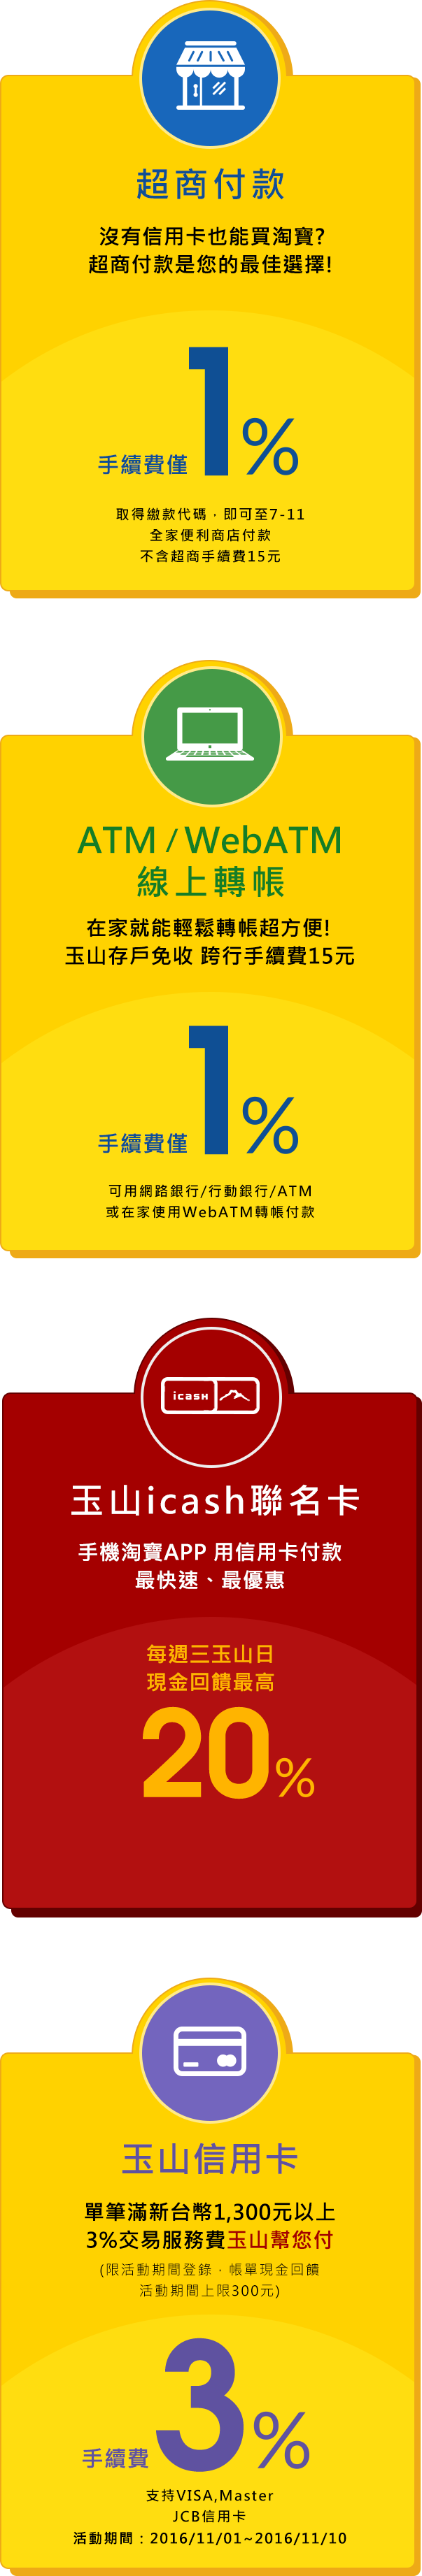 超商付款
沒有信用卡也能買淘寶?
超商付款是您的最佳選擇!
手續費僅1%
取得繳款代碼，即可至7-11
全家便利商店付款
不含超商手續費15元
ATM / WebATM
線上轉帳
在家就能輕鬆轉帳超方便!
玉山存戶免收 跨行手續費15元
手續費僅1%
可用網路銀行/行動銀行/ATM
或在家使用WebATM轉帳付款
icash
玉山icash聯名卡
手機淘寶APP 用信用卡付款
最快速、最優惠
每週三玉山日
現金回饋最高
20%
玉山信用卡
單筆滿新台幣1,300元以上
3%交易服務費玉山幫您付
(限活動期間登錄，帳單現金回饋
活動期間上限300元)
手續費3%
支持VISA,Master
JCB信用卡
活動期間：2016/11/01~2016/11/10